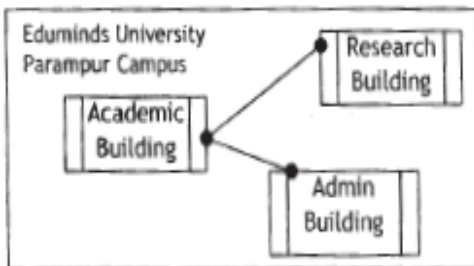 Eduminds University
Parampur Campus
Research
Building
Academic
Building
Admin
Building